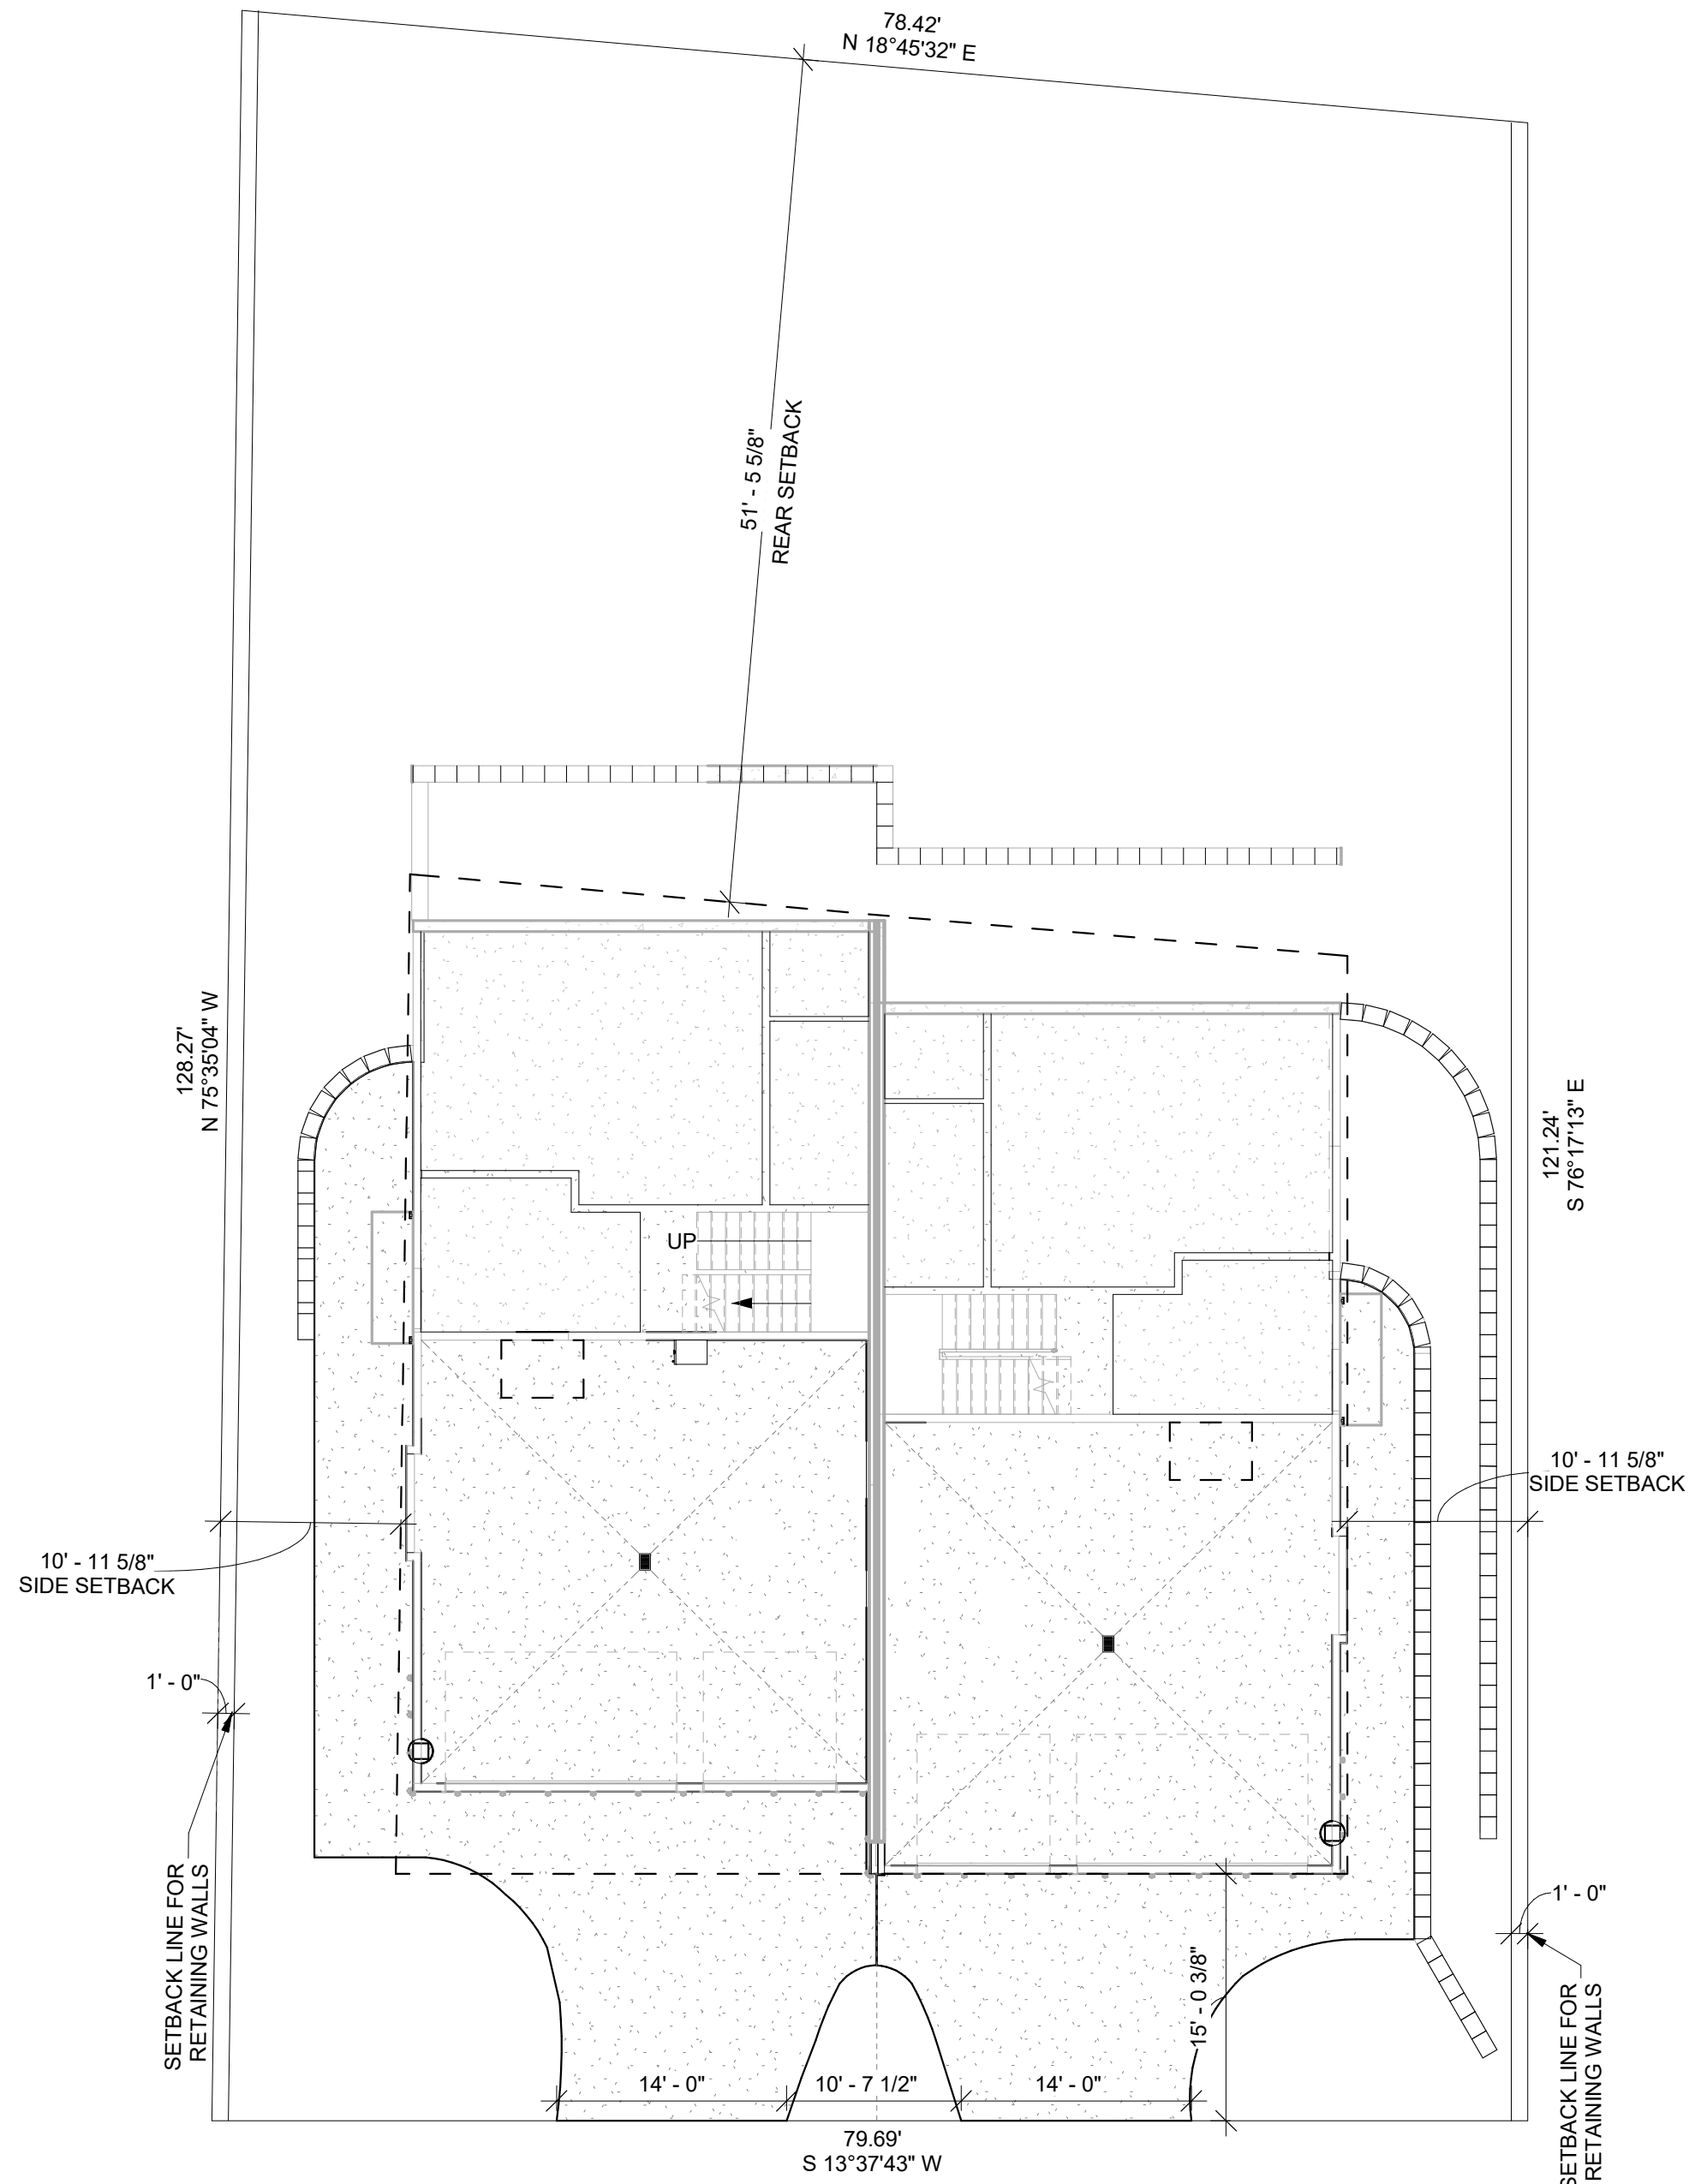 78.42'
N 18°45'32" E
51' - 5 5/8"
REAR SETBACK
128.27'
N 75°35'04" W
121.24'
S 76°17'13" E
UP
10' - 11 5/8"
SIDE SETBACK
10' - 11 5/8"
SIDE SETBACK
1' - 0"
SETBACK LINE FOR
RETAINING WALLS
1' - 0"
SETBACK LINE FOR
RETAINING WALLS
15' - 0 3/8"
14' - 0"
10' - 7 1/2"
14' - 0"
79.69'
S 13°37'43" W